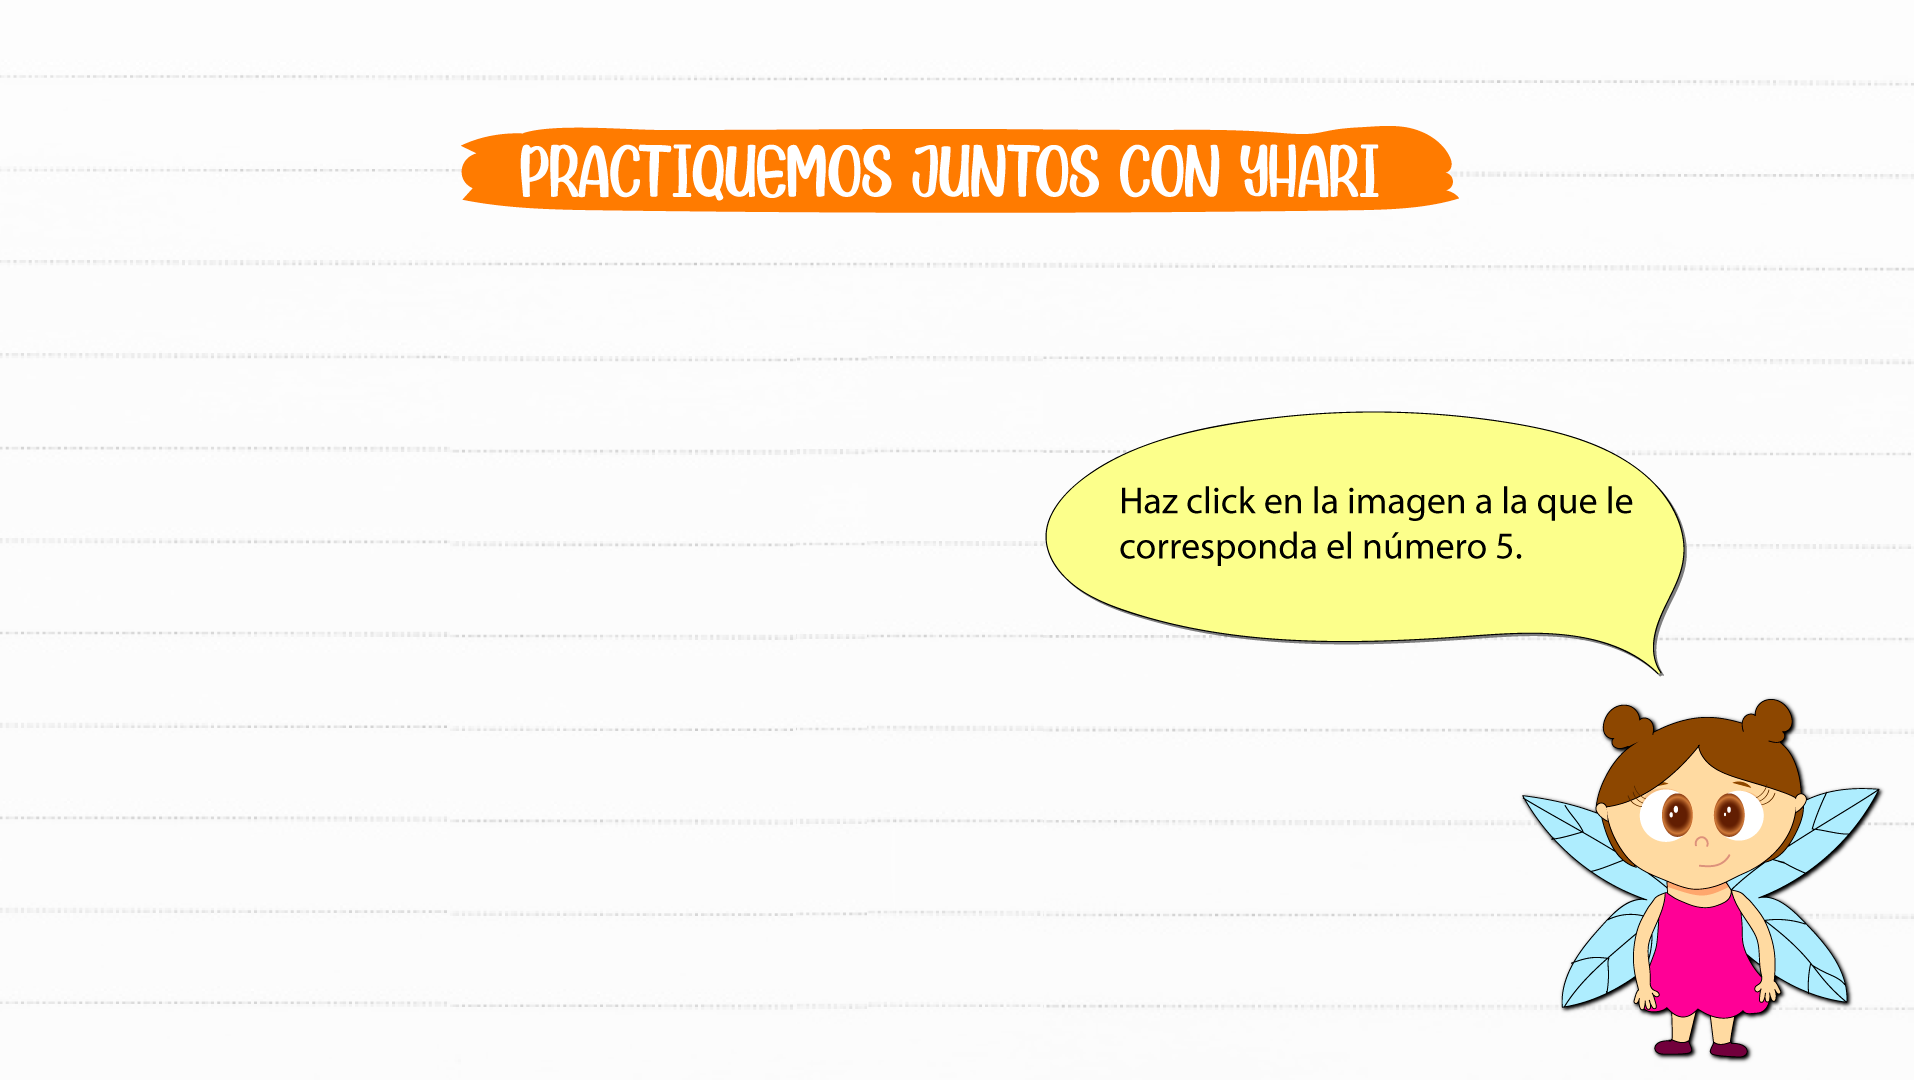 PRACTIQUEMOS JUNTOS CON YHARI
Haz click en la imagen a la que le
corresponda el número 5.